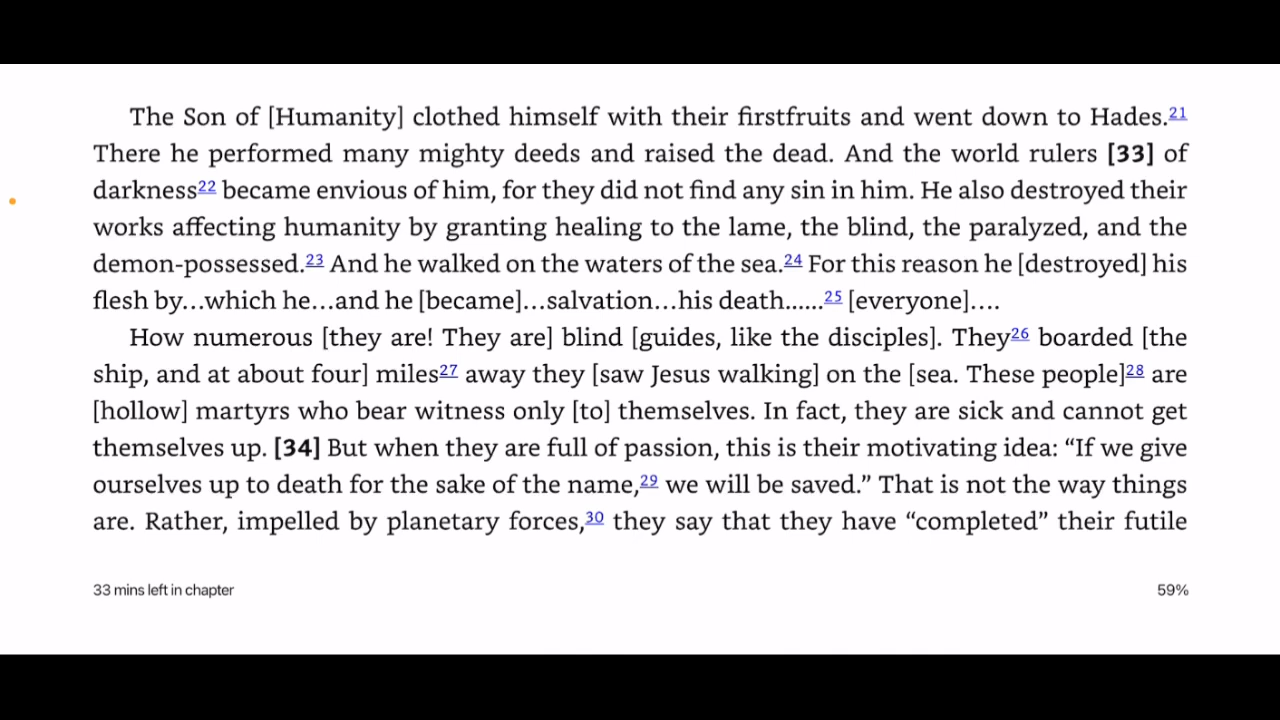 The Son of [Humanity] clothed himself with their firstfruits and went down to Hades.21
There he performed many mighty deeds and raised the dead. And the world rulers [33] of
darkness22 became envious of him, for they did not find any sin in him. He also destroyed their
works affecting humanity by granting healing to the lame, the blind, the paralyzed, and the
demon-possessed.23 And he walked on the waters of the sea.24 For this reason he [destroyed] his
flesh by…which he…and he [became]…salvation…his death……25 [everyone]….
How numerous [they are! They are] blind [guides, like the disciples]. They26 boarded [the
ship, and at about four] miles27 away they [saw Jesus walking] on the [sea. These people]28 are
[hollow] martyrs who bear witness only [to] themselves. In fact, they are sick and cannot get
themselves up. [34] But when they are full of passion, this is their motivating idea: “If we give
ourselves up to death for the sake of the name,29 we will be saved.” That is not the way things
are. Rather, impelled by planetary forces,30 they say that they have “completed” their futile
33 mins left in chapter
59%